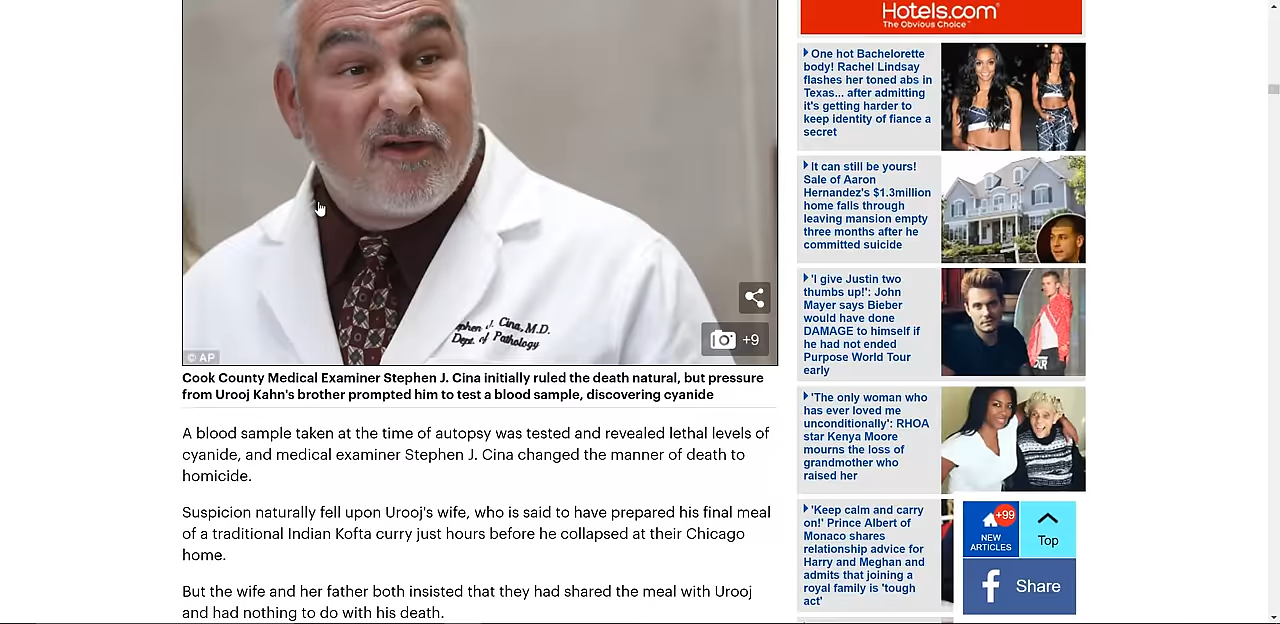 Hotels.com
The Obvious Choice
One hot Bachelorette
body! Rachel Lindsay
flashes her toned abs in
Texas... after admitting
it's getting harder to
keep identity of fiance a
secret
It can still be yours!
Sale of Aaron
Hernandez's $1.3million
home falls through
leaving mansion empty
three months after he
committed suicide
'I give Justin two
thumbs up!': John
Mayer says Bieber
would have done
DAMAGE to himself if
he had not ended
Purpose World Tour
early
'The only woman who
has ever loved me
unconditionally': RHOA
star Kenya Moore
mourns the loss of
grandmother who
raised her
'Keep calm and carry
on!' Prince Albert of
Monaco shares
relationship advice for
Harry and Meghan and
admits that joining a
royal family is 'tough
act'
J. Cina, M.D.
Dept. of Pathology
+9
© AP
Cook County Medical Examiner Stephen J. Cina initially ruled the death natural, but pressure
from Urooj Kahn's brother prompted him to test a blood sample, discovering cyanide
A blood sample taken at the time of autopsy was tested and revealed lethal levels of
cyanide, and medical examiner Stephen J. Cina changed the manner of death to
homicide.
Suspicion naturally fell upon Urooj's wife, who is said to have prepared his final meal
of a traditional Indian Kofta curry just hours before he collapsed at their Chicago
home.
But the wife and her father both insisted that they had shared the meal with Urooj
and had nothing to do with his death.
+99
NEW
ARTICLES
Top
f Share